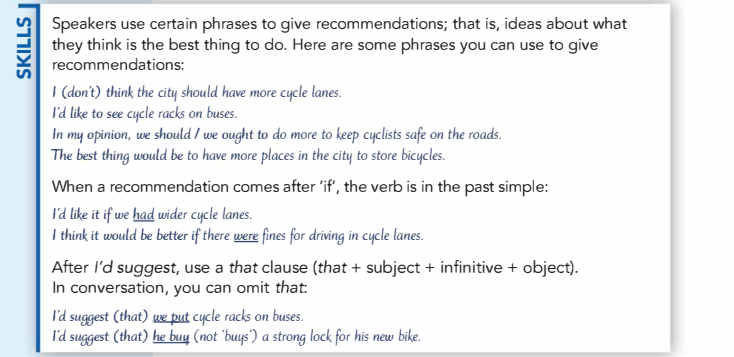 SKILLS
Speakers use certain phrases to give recommendations; that is, ideas about what
they think is the best thing to do. Here are some phrases you can use to give
recommendations:
I (don't) think the city should have more cycle lanes.
I'd like to see cycle racks on buses.
In my opinion, we should / we ought to do more to keep cyclists safe on the roads.
The best thing would be to have more places in the city to store bicycles.
When a recommendation comes after 'if', the verb is in the past simple:
I'd like it if we had wider cycle lanes.
I think it would be better if there were fines for driving in cycle lanes.
After I'd suggest, use a that clause (that + subject + infinitive + object).
In conversation, you can omit that:
I'd suggest (that) we put cycle racks on buses.
I'd suggest (that) he buy (not 'buys') a strong lock for his new bike.